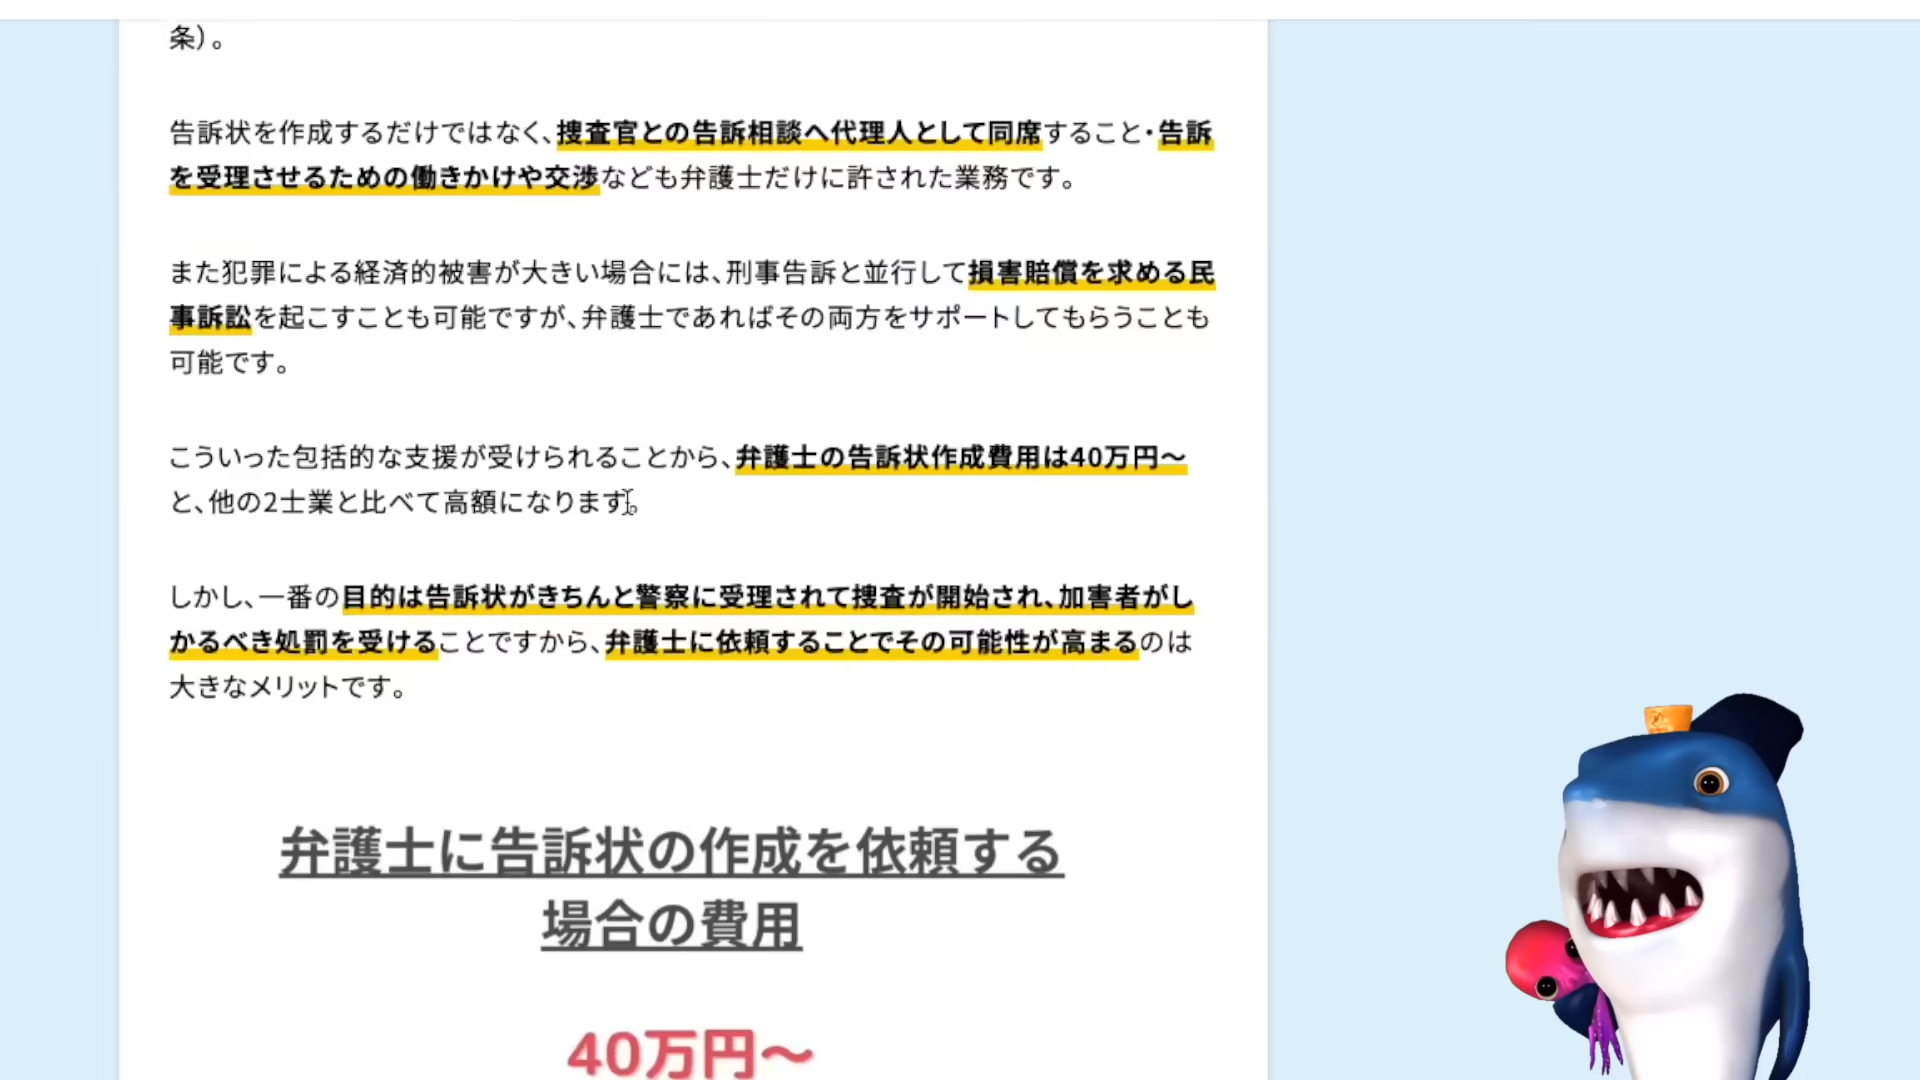 条)。
告訴状を作成するだけではなく、捜査官との告訴相談へ代理人として同席すること・告訴
を受理させるための働きかけや交渉なども弁護士だけに許された業務です。
また犯罪による経済的被害が大きい場合には、刑事告訴と並行して損害賠償を求める民
事訴訟を起こすことも可能ですが、弁護士であればその両方をサポートしてもらうことも
可能です。
こういった包括的な支援が受けられることから、弁護士の告訴状作成費用は40万円〜
と、他の2士業と比べて高額になります。
しかし、一番の目的は告訴状がきちんと警察に受理されて捜査が開始され、加害者がし
かるべき処罰を受けることですから、弁護士に依頼することでその可能性が高まるのは
大きなメリットです。
弁護士に告訴状の作成を依頼する
場合の費用
40万円〜